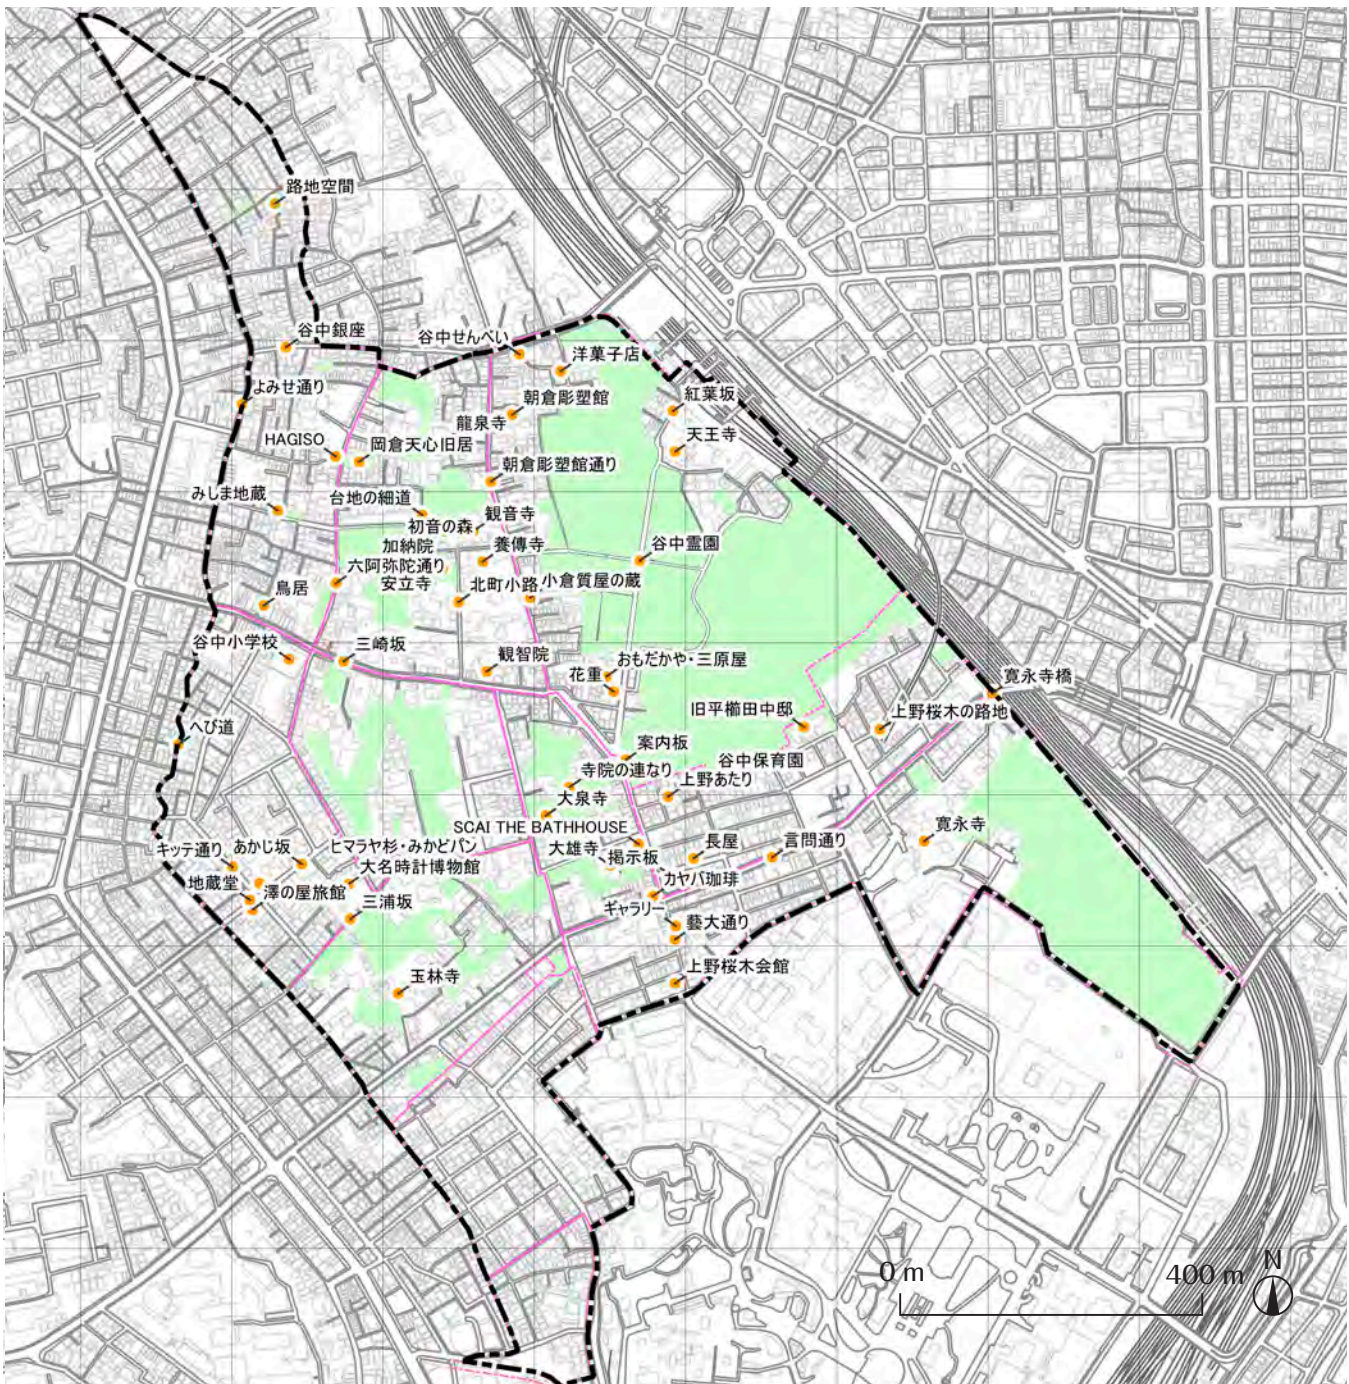 路地空間
谷中銀座
谷中せんべい
洋菓子店
よみせ通り
朝倉彫塑館
紅葉坂
龍泉寺
天王寺
HAGISO
岡倉天心旧居
朝倉彫塑館通り
みしま地蔵
台地の細道
観音寺
初音の森
加納院
養傳寺
谷中霊園
六阿弥陀通り
安立寺
鳥居
北町小路
小倉質屋の蔵
谷中小学校
三崎坂
観智院
おもだかや・三原屋
花重
寛永寺橋
旧平櫛田中邸
上野桜木の路地
へび道
案内板
谷中保育園
寺院の連なり
上野あたり
大泉寺
SCAI THE BATHHOUSE
寛永寺
キッテ通り
あかじ坂
ヒマラヤ杉・みかどパン
大雄寺
掲示板
長屋
言問通り
大名時計博物館
地蔵堂
澤の屋旅館
カヤバ珈琲
三浦坂
ギャラリー
藝大通り
玉林寺
上野桜木会館
0 m
400 m
N